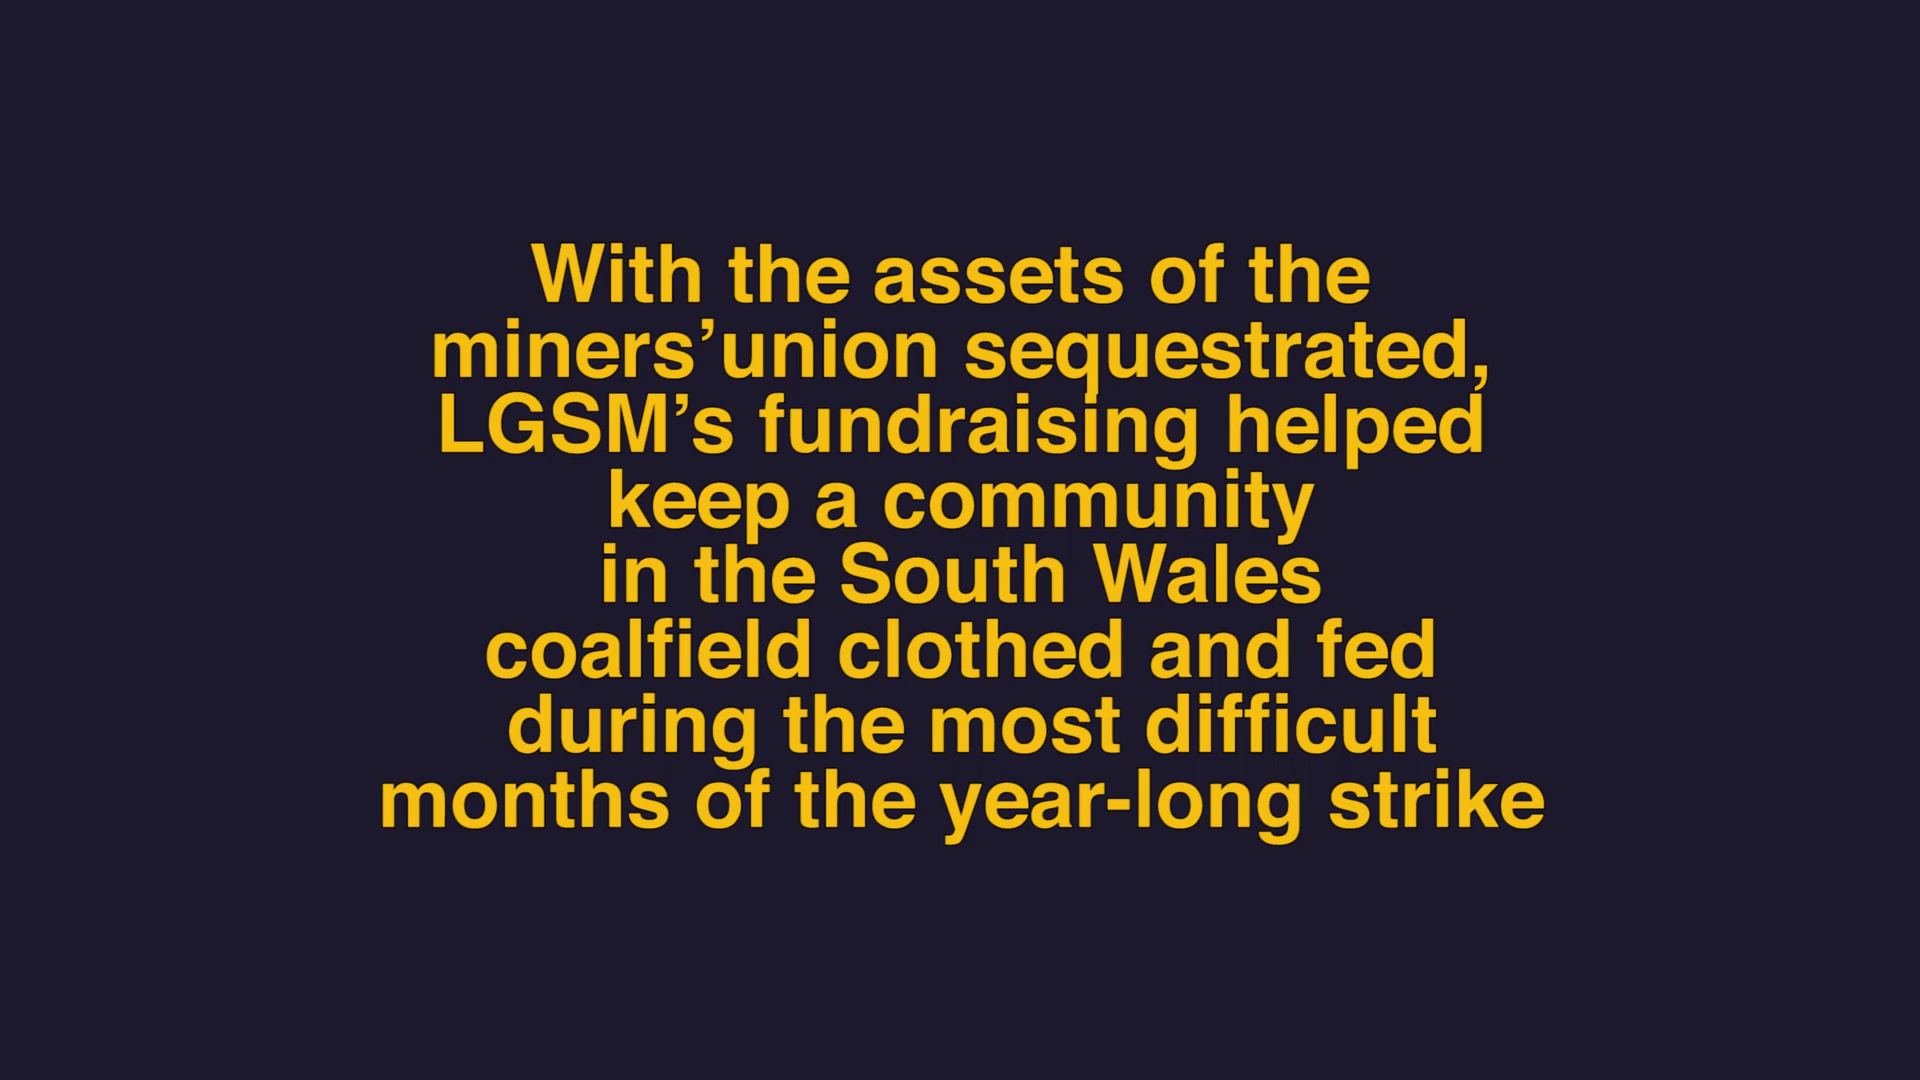 With the assets of the
miners’union sequestrated,
LGSM’s fundraising helped
keep a community
in the South Wales
coalfield clothed and fed
during the most difficult
months of the year-long strike